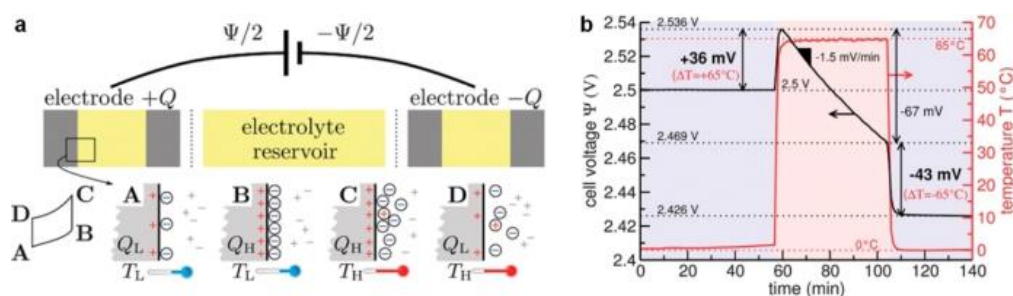 a
Ψ/2 −Ψ/2
electrode +Q
electrolyte
reservoir
electrode −Q
D C
A B
A
Q_L
T_L
B
Q_H
T_L
C
Q_H
T_H
D
Q_L
T_H
b
cell voltage Ψ (V)
2.54
2.53
2.52
2.51
2.5
2.49
2.48
2.47
2.46
2.45
2.44
2.43
2.42
2.41
2.4
2.536 V
+36 mV
(ΔT=+65°C)
2.5 V
-1.5 mV/min
65°C
-67 mV
2.469 V
-43 mV
(ΔT=-65°C)
2.426 V
0°C
0 20 40 60 80 100 120 140
time (min)
70
60
50
40
30
20
10
0
temperature T (°C)